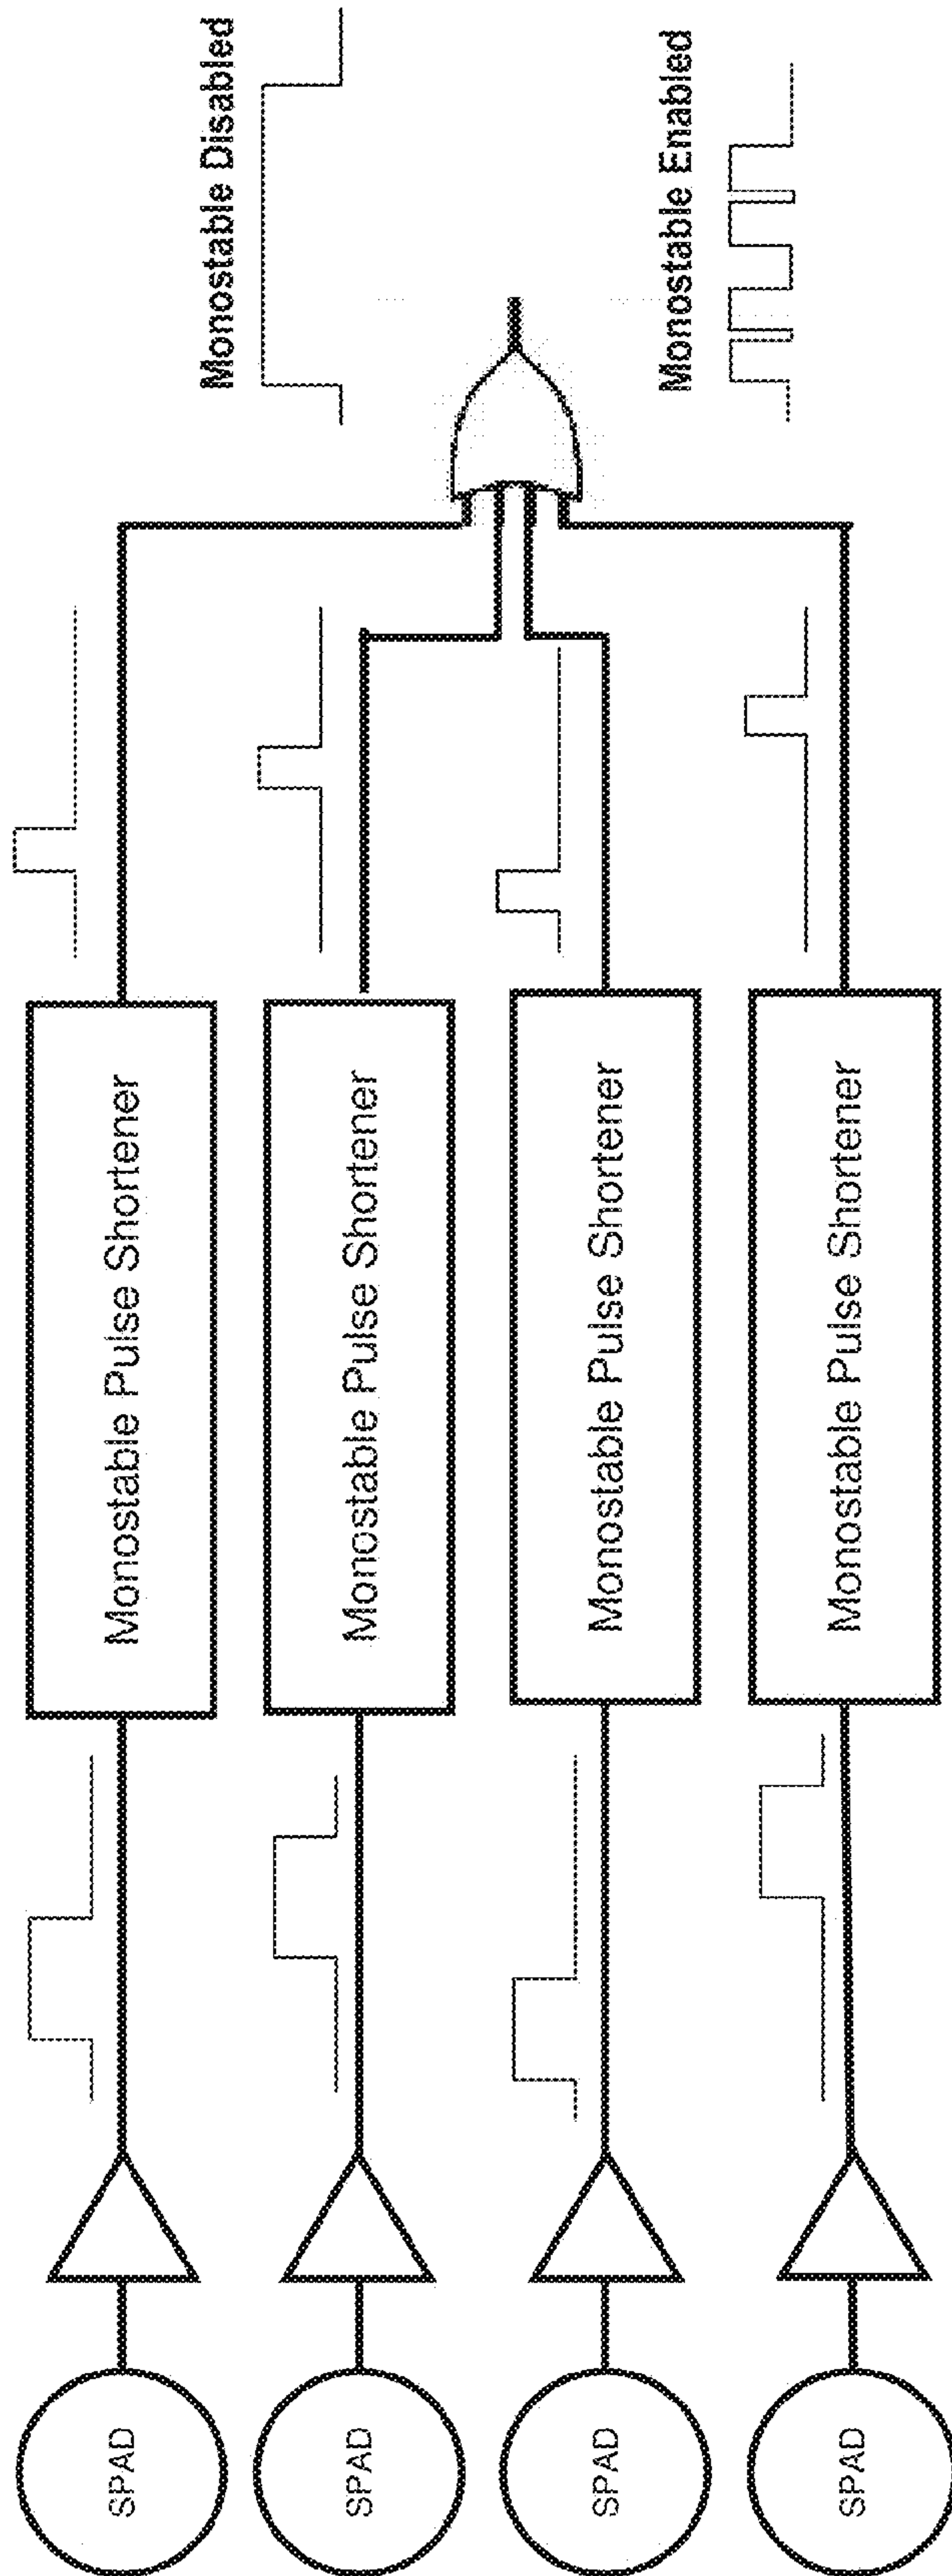 SPAD
Monostable Pulse Shortener
SPAD
Monostable Pulse Shortener
SPAD
Monostable Pulse Shortener
SPAD
Monostable Pulse Shortener
Monostable Disabled
Monostable Enabled